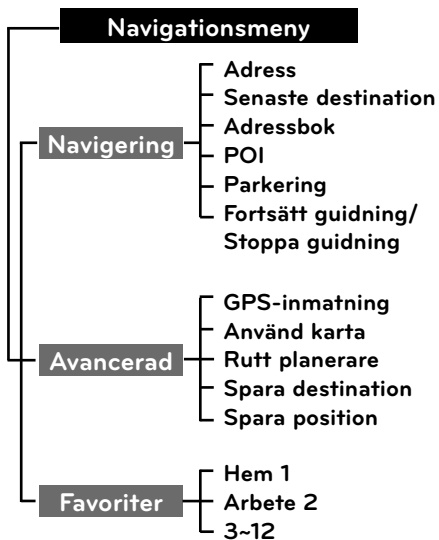 Navigationsmeny
Navigering
Adress
Senaste destination
Adressbok
POI
Parkering
Fortsätt guidning/
Stoppa guidning
Avancerad
GPS-inmatning
Använd karta
Rutt planerare
Spara destination
Spara position
Favoriter
Hem 1
Arbete 2
3~12